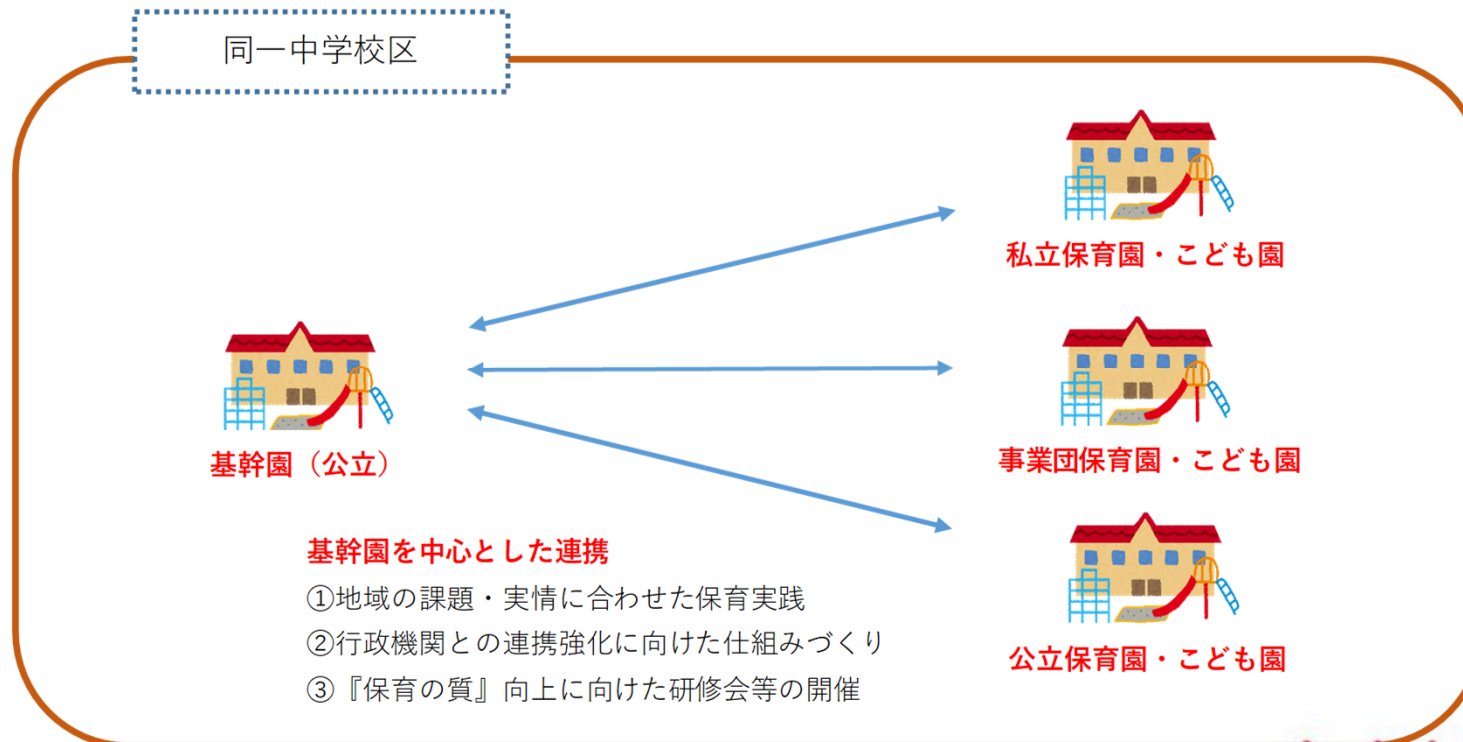 同一中学校区
私立保育園・こども園
基幹園（公立）
事業団保育園・こども園
公立保育園・こども園
基幹園を中心とした連携
①地域の課題・実情に合わせた保育実践
②行政機関との連携強化に向けた仕組みづくり
③『保育の質』向上に向けた研修会等の開催